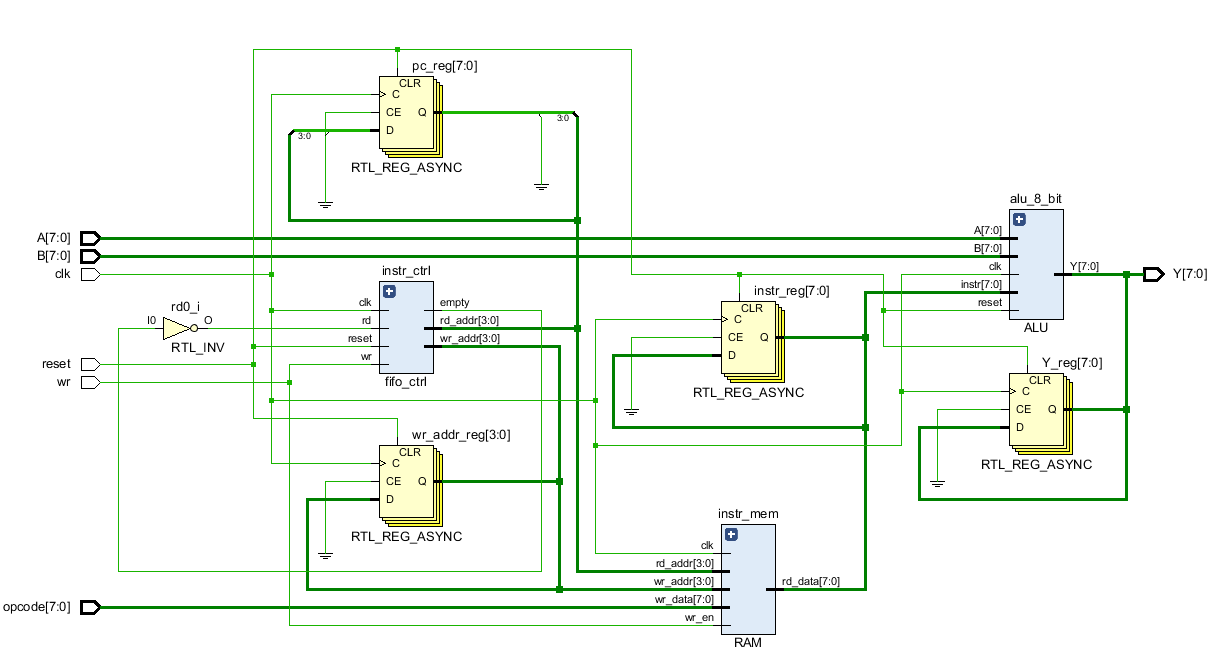 pc_reg[7:0]
CLR
C
CE
Q
D
3:0
3:0
RTL_REG_ASYNC
A[7:0]
B[7:0]
clk
alu_8_bit
A[7:0]
B[7:0]
clk
instr[7:0]
reset
Y[7:0]
ALU
Y[7:0]
instr_ctrl
clk
rd
reset
wr
empty
rd_addr[3:0]
wr_addr[3:0]
fifo_ctrl
rd0_i
I0
O
RTL_INV
reset
wr
instr_reg[7:0]
CLR
C
CE
Q
D
RTL_REG_ASYNC
Y_reg[7:0]
CLR
C
CE
Q
D
RTL_REG_ASYNC
wr_addr_reg[3:0]
CLR
C
CE
Q
D
RTL_REG_ASYNC
instr_mem
clk
rd_addr[3:0]
wr_addr[3:0]
wr_data[7:0]
wr_en
rd_data[7:0]
RAM
opcode[7:0]